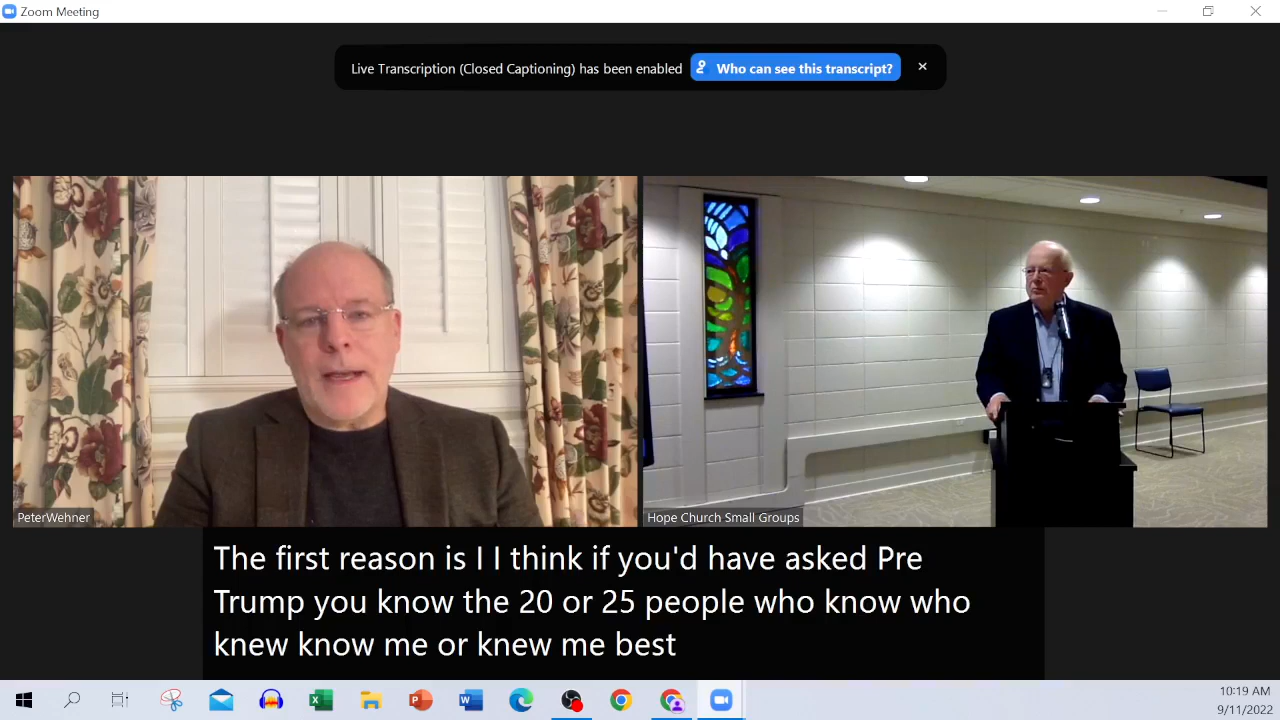 Zoom Meeting
Live Transcription (Closed Captioning) has been enabled Who can see this transcript?
PeterWehner
Hope Church Small Groups
The first reason is I I think if you'd have asked Pre
Trump you know the 20 or 25 people who know who
knew know me or knew me best
10:19 AM
9/11/2022